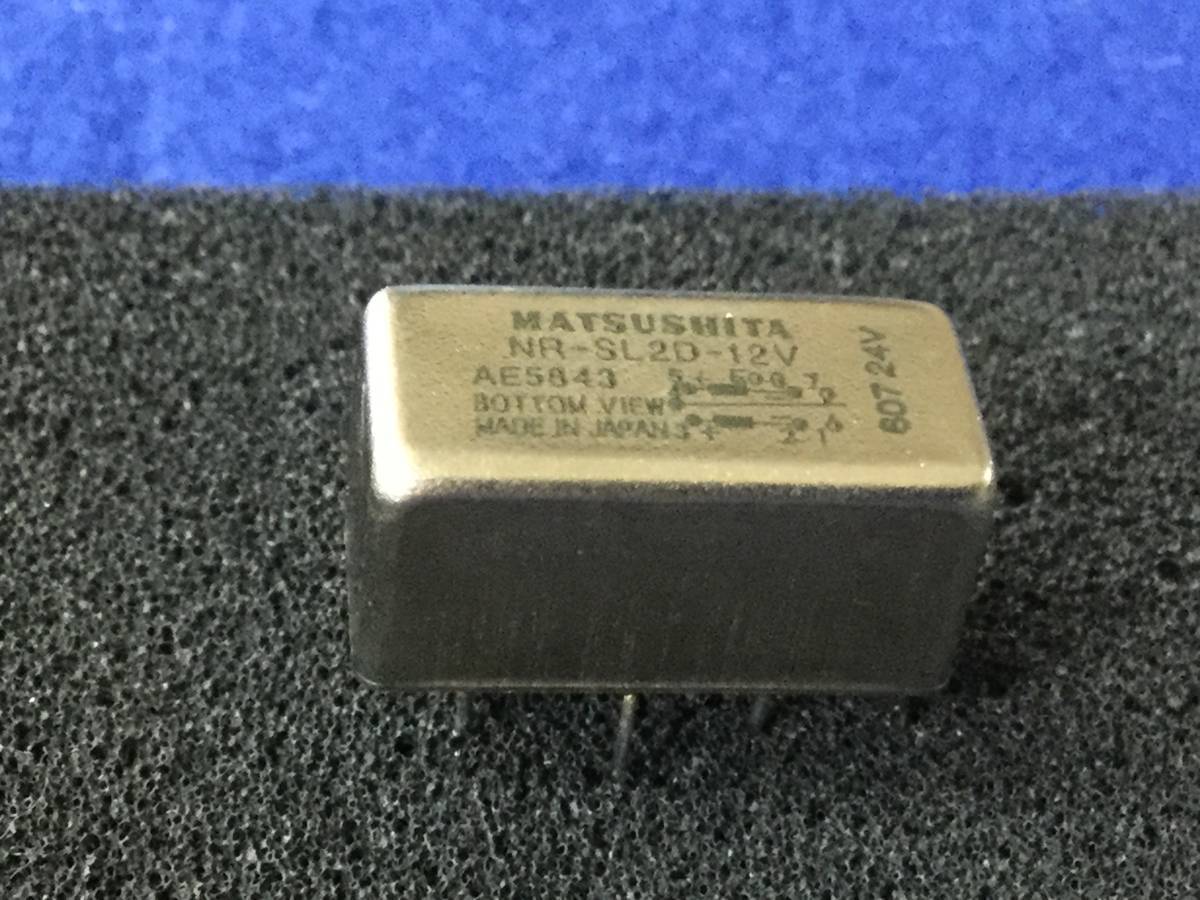 MATSUSHITA
NR-SL2D-12V
AE5843
BOTTOM VIEW
MADE IN JAPAN
607 24V